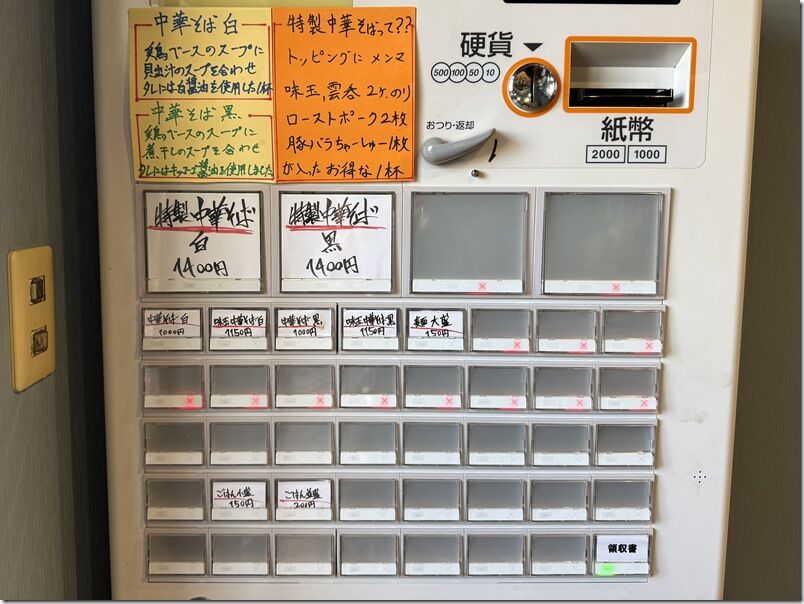 中華そば 白
鶏ベースのスープに
貝出汁のスープを合わせ
タレには白醤油を使用した1杯
中華そば 黒
鶏ベースのスープに
煮干しのスープを合わせ
タレにはキッコーゴ醤油を使用しました
特製中華そばって??
トッピングに メンマ
味玉,雲呑 2ヶ.のり
ローストポーク2枚
豚バラちゃーしゅー1枚
が入ったお得な1杯
硬貨
500 100 50 10
おつり・返却
紙幣
2000 1000
特製中華そば
白
1400円
特製中華そば
黒
1400円
中華そば 白
1000円
味玉中華そば 白
1150円
中華そば 黒
1000円
味玉中華そば 黒
1150円
麺 大盛
150円
ごはん小盛
150円
ごはん並盛
200円
領収書